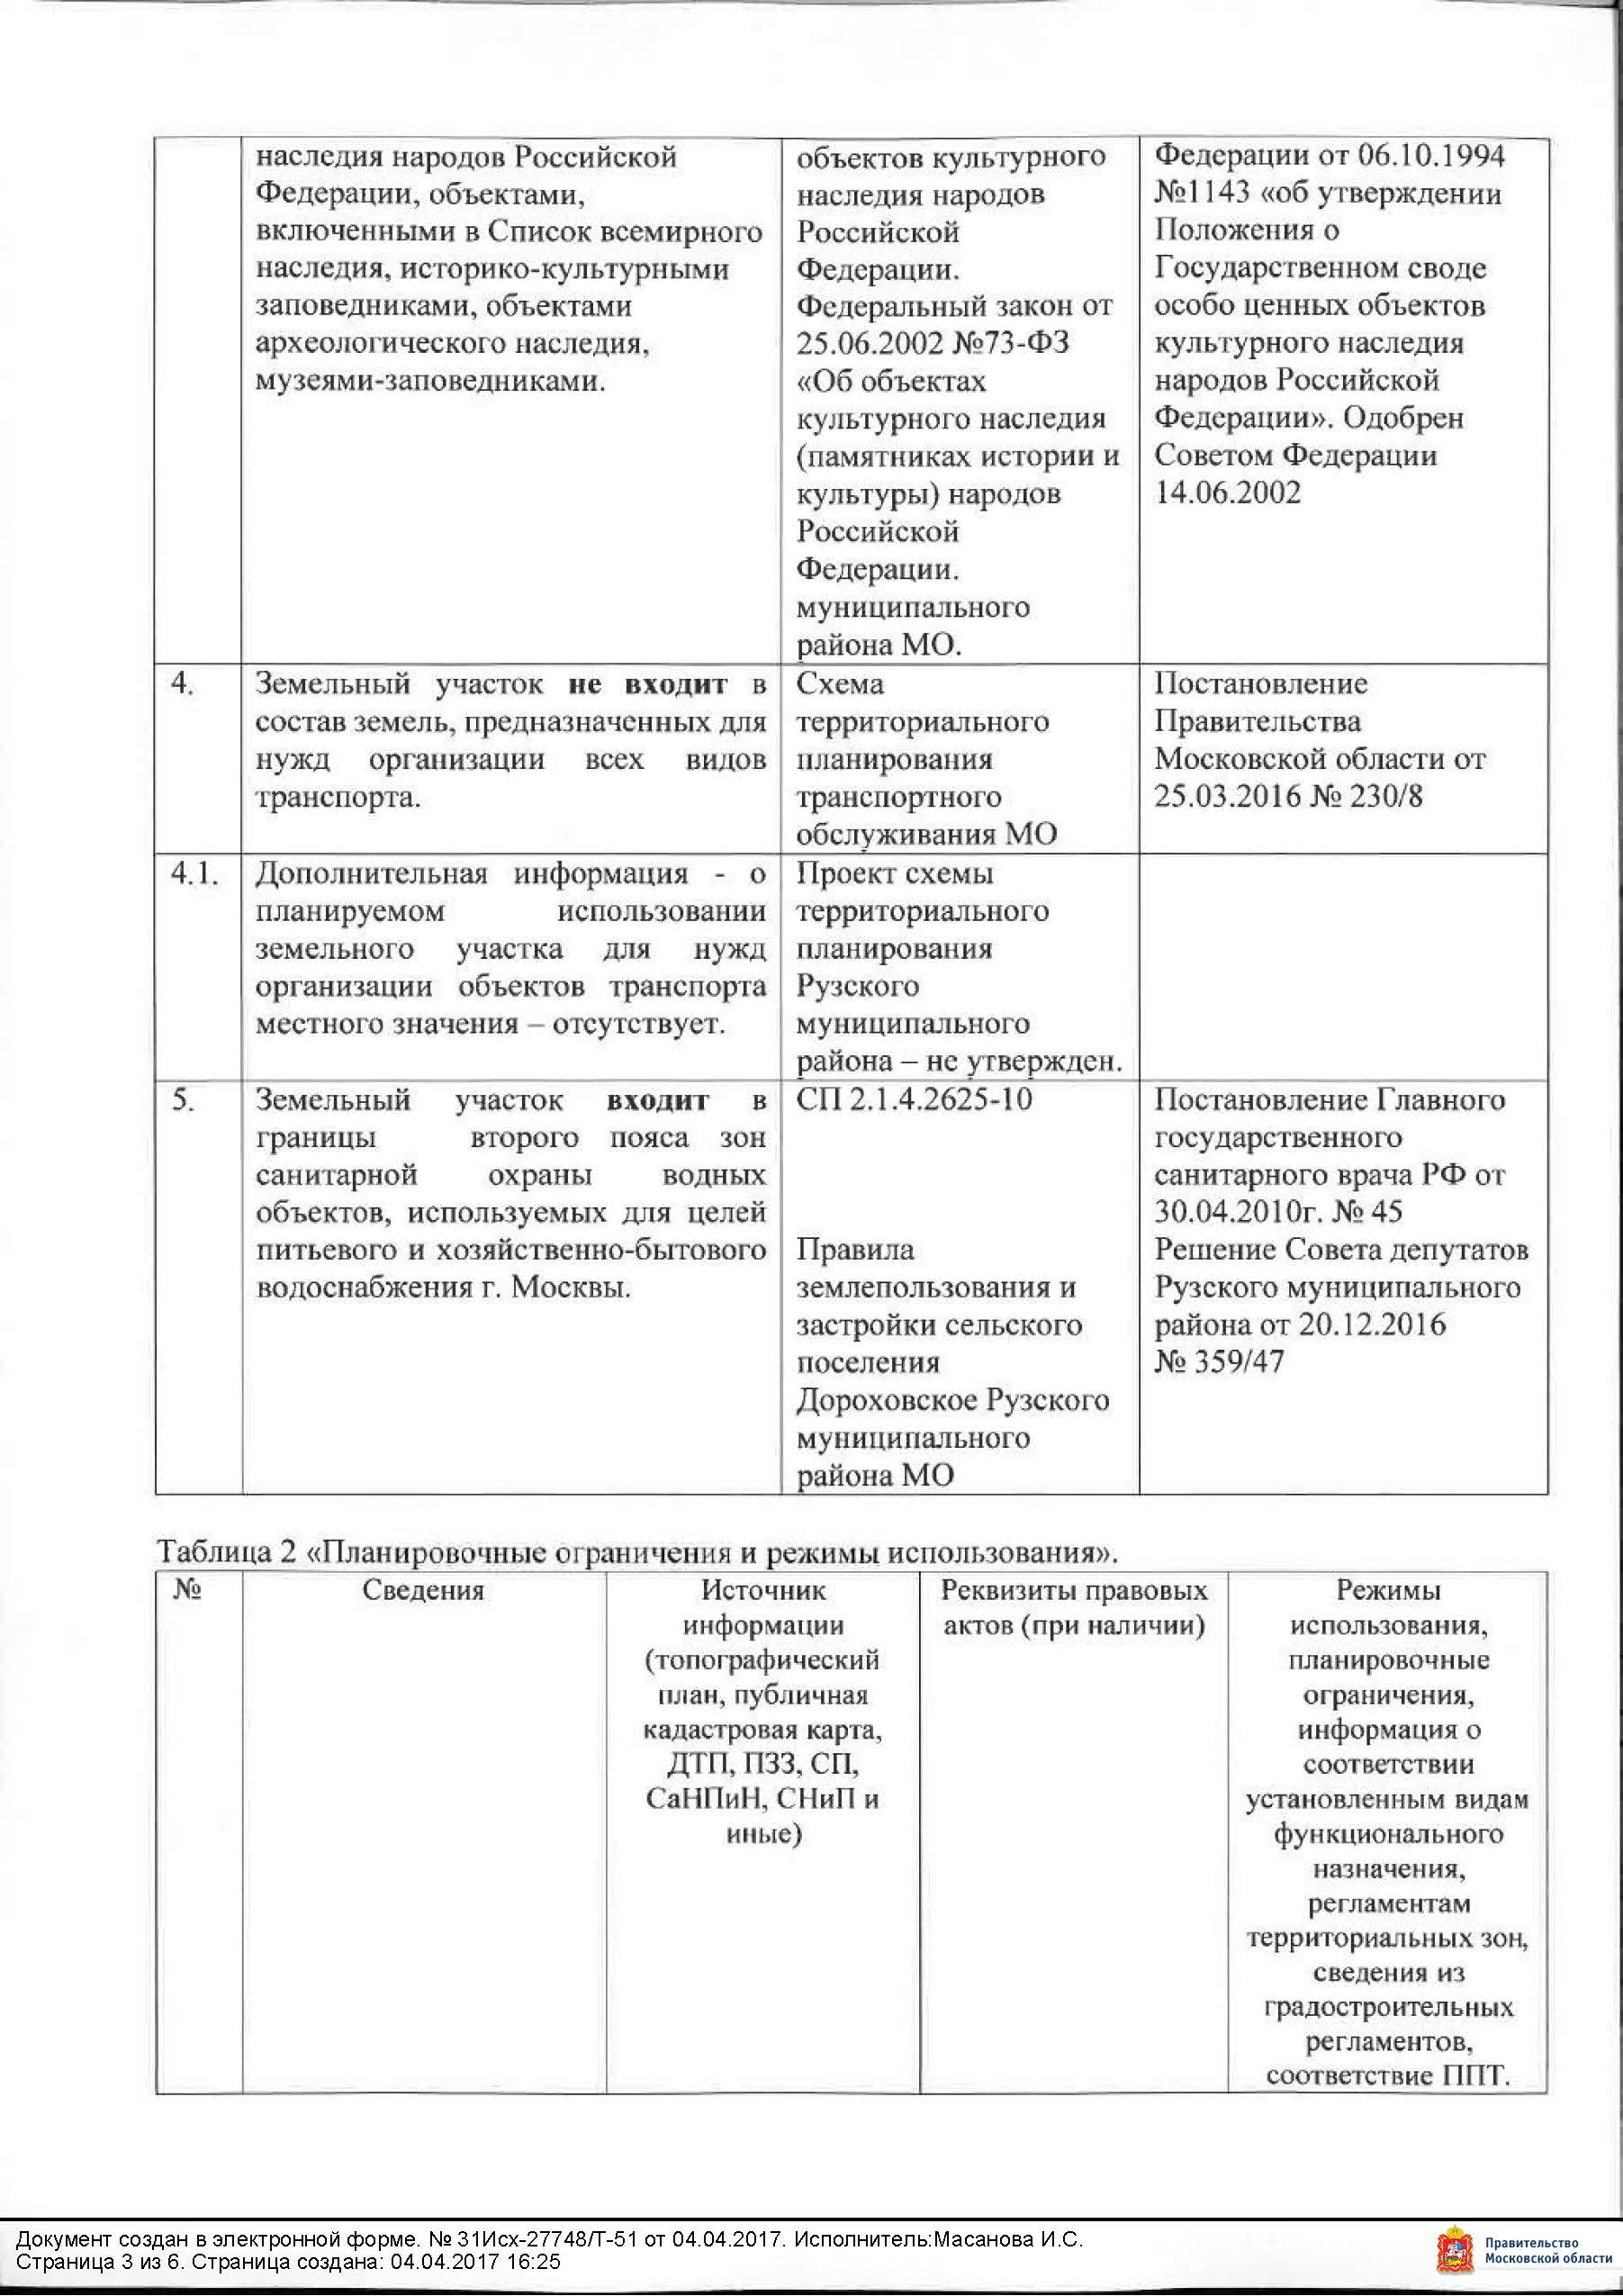 наследия народов Российской
Федерации, объектами,
включенными в Список всемирного
наследия, историко-культурными
заповедниками, объектами
археологического наследия,
музеями-заповедниками.
объектов культурного
наследия народов
Российской
Федерации.
Федеральный закон от
25.06.2002 №73-ФЗ
«Об объектах
культурного наследия
(памятниках истории и
культуры) народов
Российской
Федерации.
муниципального
района МО.
Федерации от 06.10.1994
№1143 «об утверждении
Положения о
Государственном своде
особо ценных объектов
культурного наследия
народов Российской
Федерации». Одобрен
Советом Федерации
14.06.2002
4.
Земельный участок не входит в
состав земель, предназначенных для
нужд организации всех видов
транспорта.
Схема
территориального
планирования
транспортного
обслуживания МО
Постановление
Правительства
Московской области от
25.03.2016 № 230/8
4.1.
Дополнительная информация - о
планируемом использовании
земельного участка для нужд
организации объектов транспорта
местного значения – отсутствует.
Проект схемы
территориального
планирования
Рузского
муниципального
района – не утвержден.
5.
Земельный участок входит в
границы второго пояса зон
санитарной охраны водных
объектов, используемых для целей
питьевого и хозяйственно-бытового
водоснабжения г. Москвы.
СП 2.1.4.2625-10
Правила
землепользования и
застройки сельского
поселения
Дороховское Рузского
муниципального
района МО
Постановление Главного
государственного
санитарного врача РФ от
30.04.2010г. № 45
Решение Совета депутатов
Рузского муниципального
района от 20.12.2016
№ 359/47
Таблица 2 «Планировочные ограничения и режимы использования».
№
Сведения
Источник
информации
(топографический
план, публичная
кадастровая карта,
ДТП, ПЗЗ, СП,
СаНПиН, СНиП и
иные)
Реквизиты правовых
актов (при наличии)
Режимы
использования,
планировочные
ограничения,
информация о
соответствии
установленным видам
функционального
назначения,
регламентам
территориальных зон,
сведения из
градостроительных
регламентов,
соответствие ППТ.
Документ создан в электронной форме. № 31Исх-27748/Т-51 от 04.04.2017. Исполнитель:Масанова И.С.
Страница 3 из 6. Страница создана: 04.04.2017 16:25
Правительство
Московской области